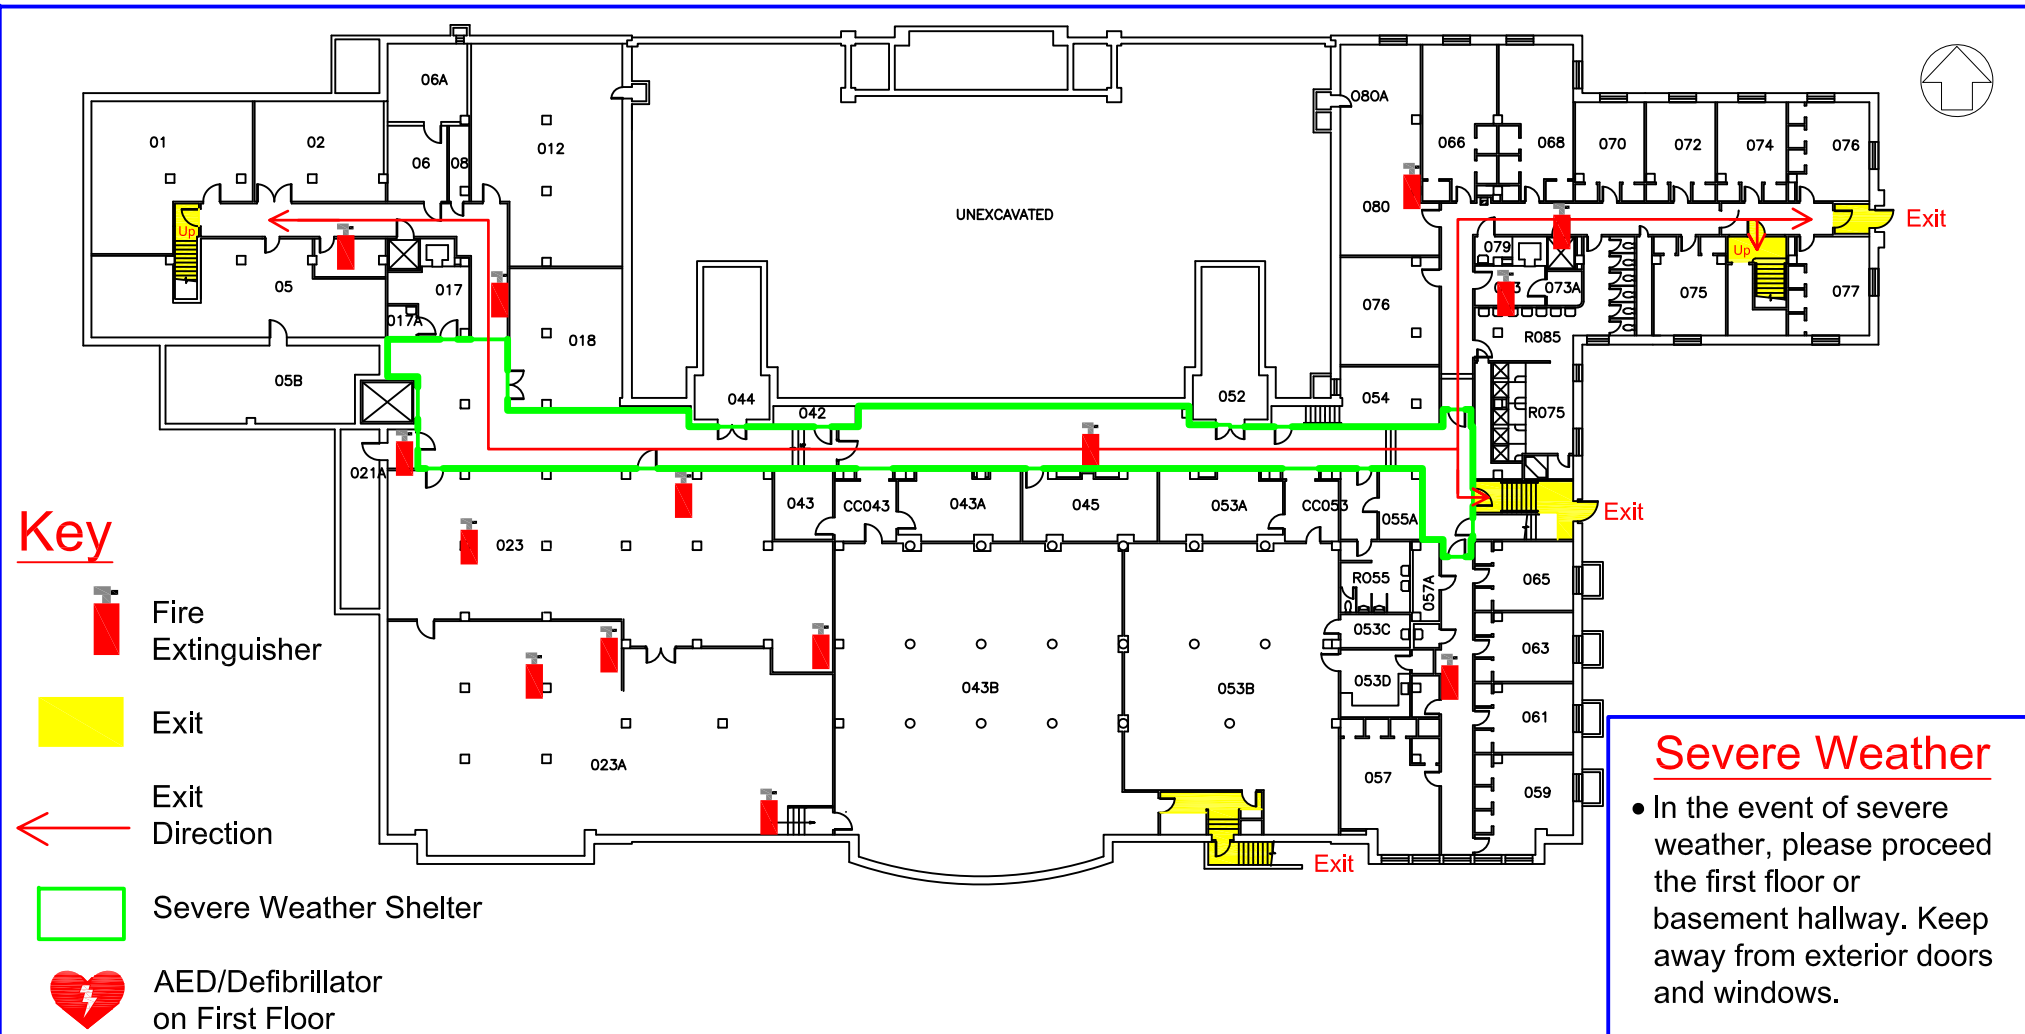 06A
080A
01
02
06
08
012
066
068
070
072
074
076
UNEXCAVATED
080
Up
Exit
079
Up
05
017
073A
075
077
017A
076
018
R085
05B
044
042
052
054
R075
021A
043
CC043
043A
045
053A
CC053
055A
Exit
Key
023
R055
057A
065
Fire
Extinguisher
053C
063
043B
053B
053D
Exit
061
023A
057
059
Exit
Direction
Exit
Severe Weather Shelter
AED/Defibrillator
on First Floor
Severe Weather
• In the event of severe
weather, please proceed
the first floor or
basement hallway. Keep
away from exterior doors
and windows.